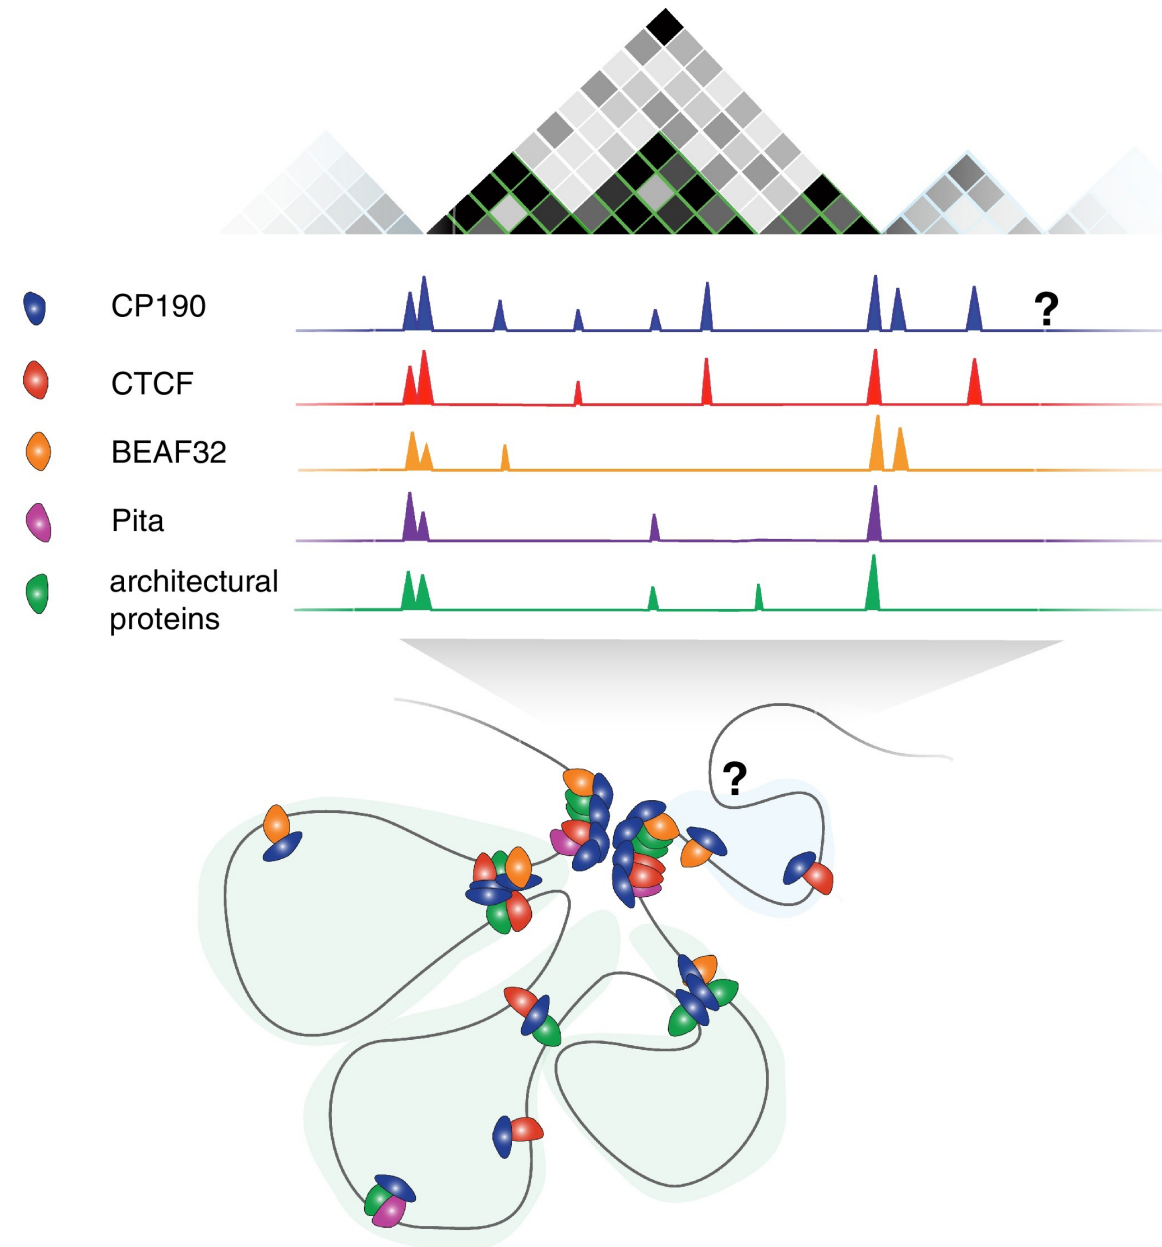 CP190
?
CTCF
BEAF32
Pita
architectural
proteins
?